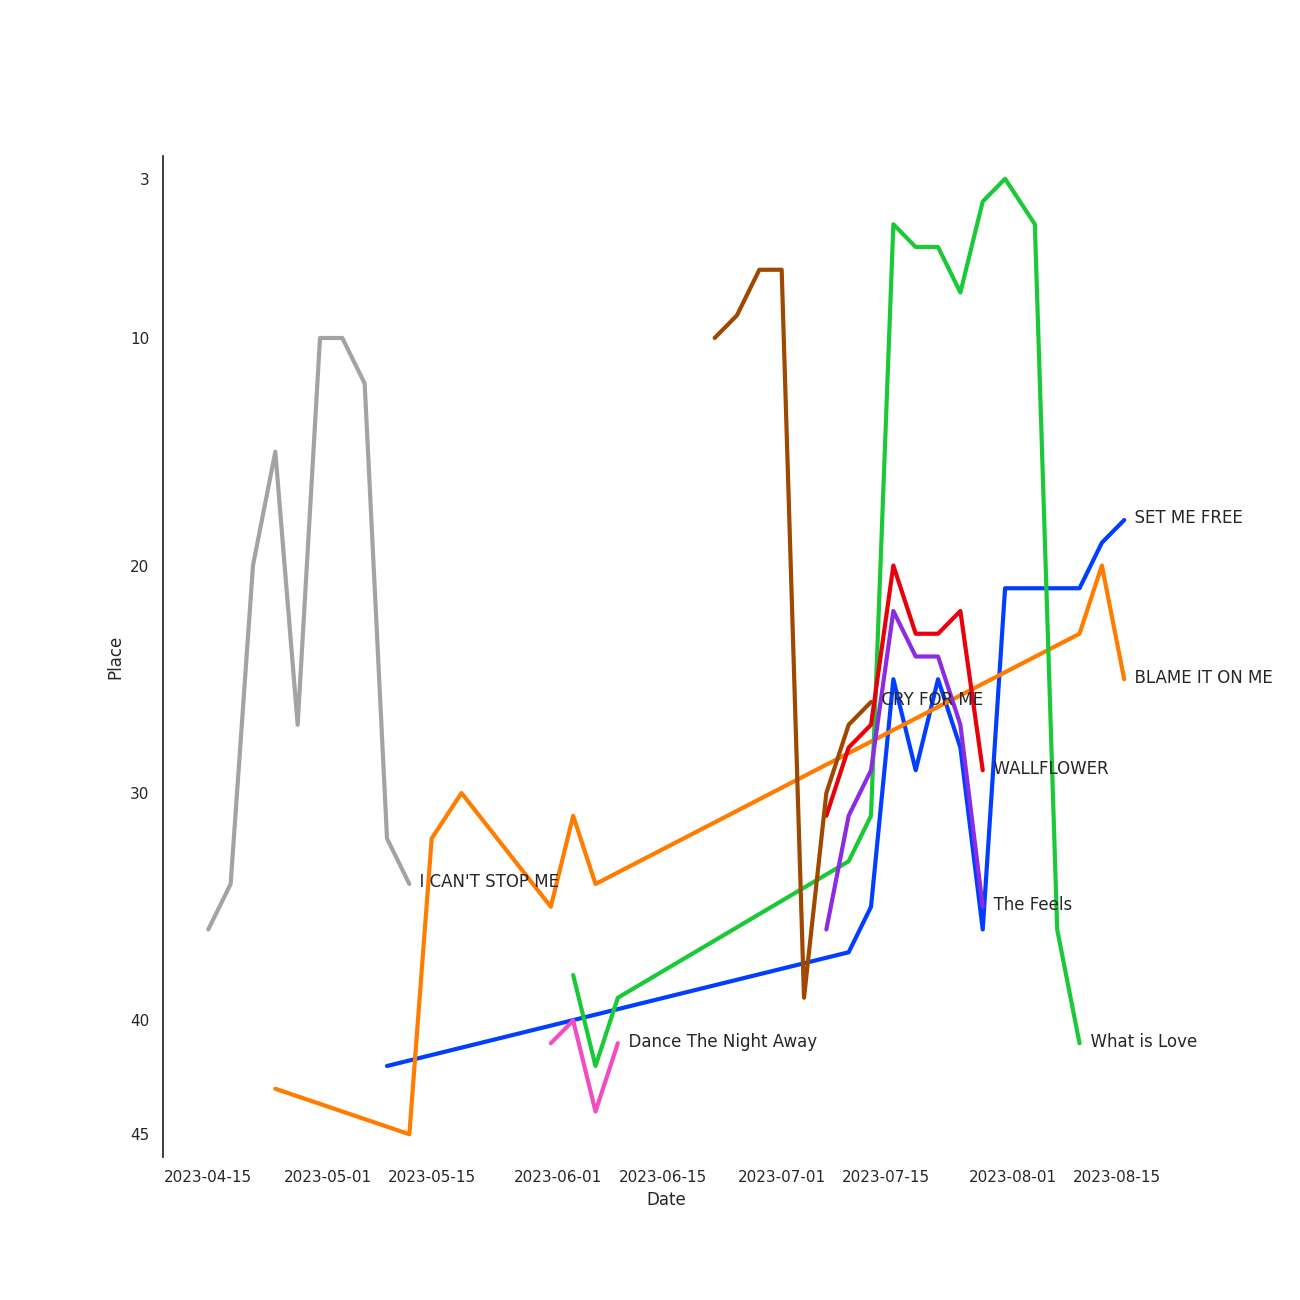 3
10
20
30
40
45
Place
SET ME FREE
BLAME IT ON ME
CRY FOR ME
WALLFLOWER
I CAN'T STOP ME
The Feels
Dance The Night Away
What is Love
2023-04-15 2023-05-01 2023-05-15 2023-06-01 2023-06-15 2023-07-01 2023-07-15 2023-08-01 2023-08-15
Date